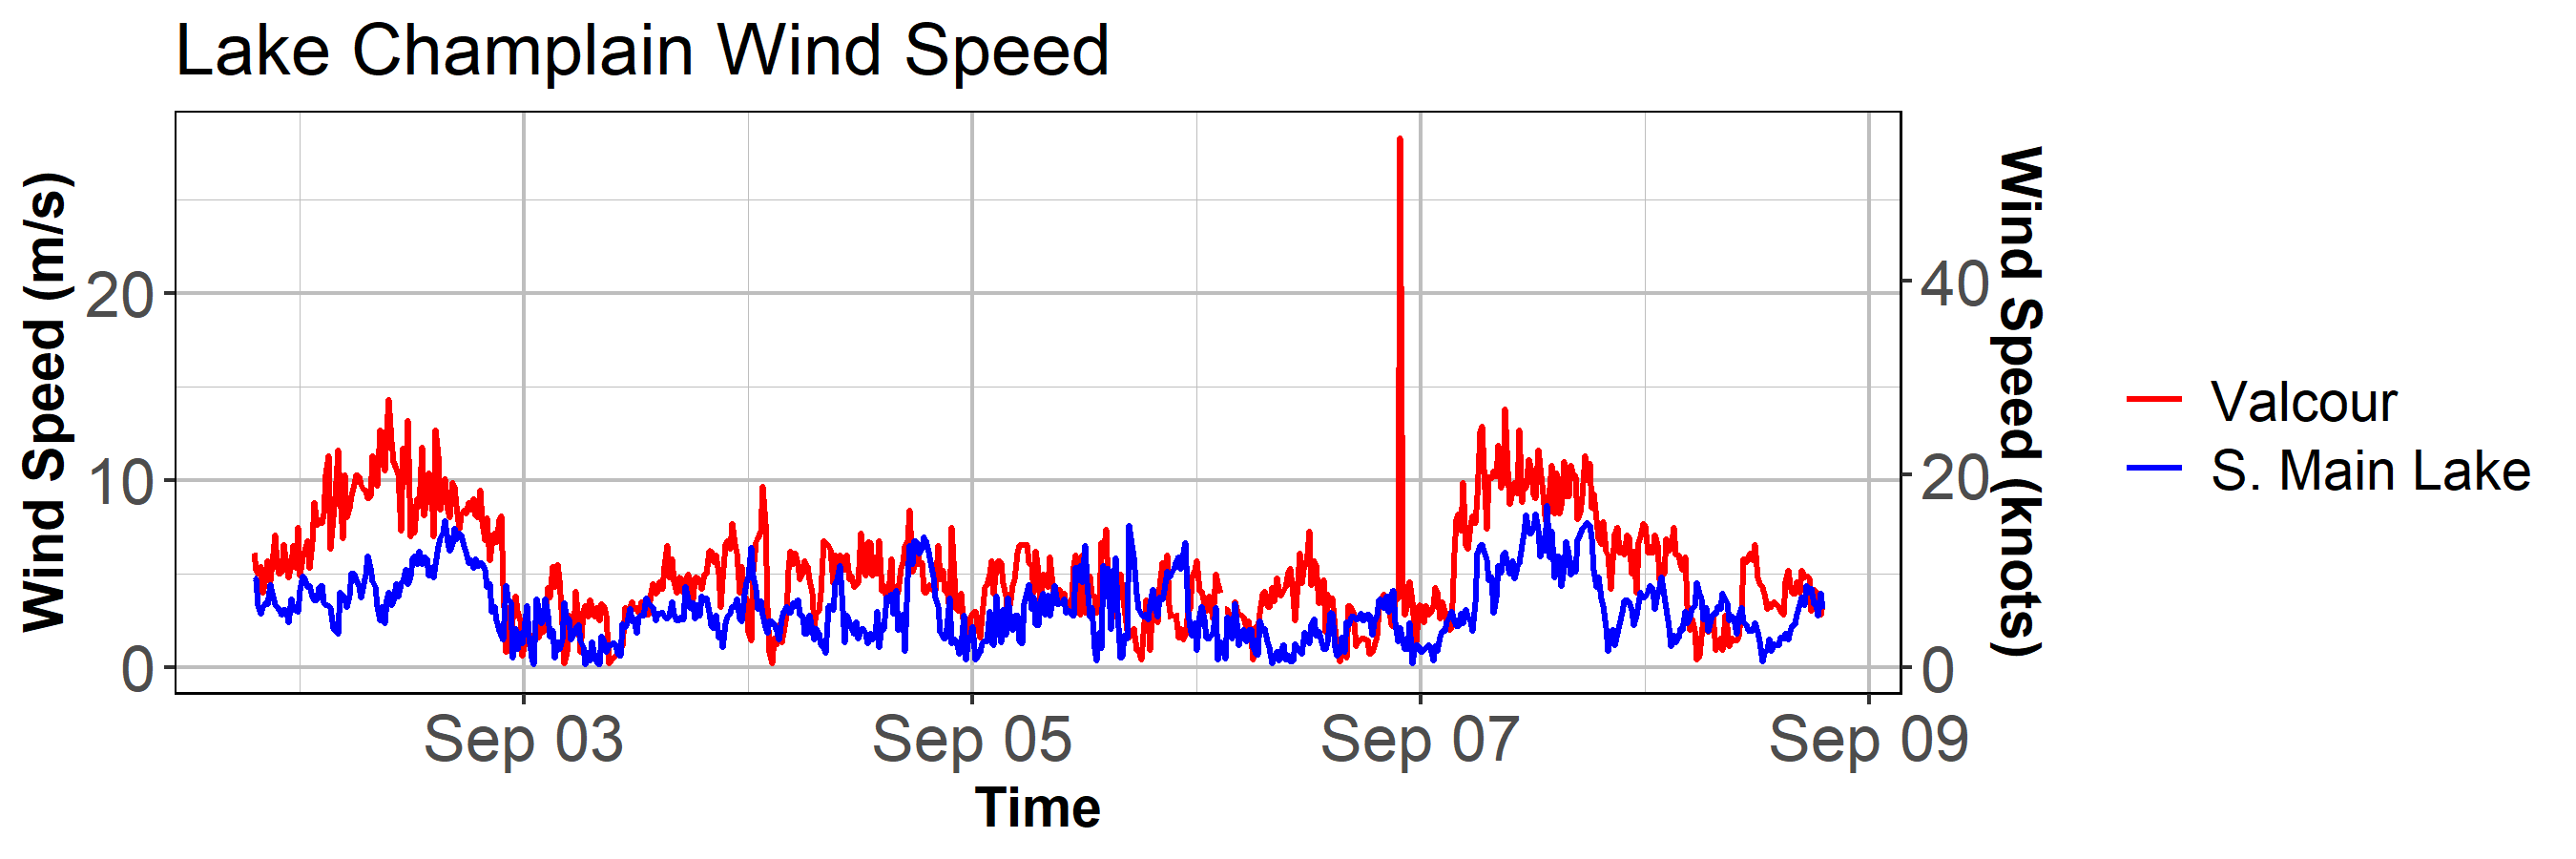 Lake Champlain Wind Speed
Wind Speed (m/s)
20
10
0
40
20
0
Wind Speed (knots)
Sep 03
Sep 05
Sep 07
Sep 09
Time
Valcour
S. Main Lake